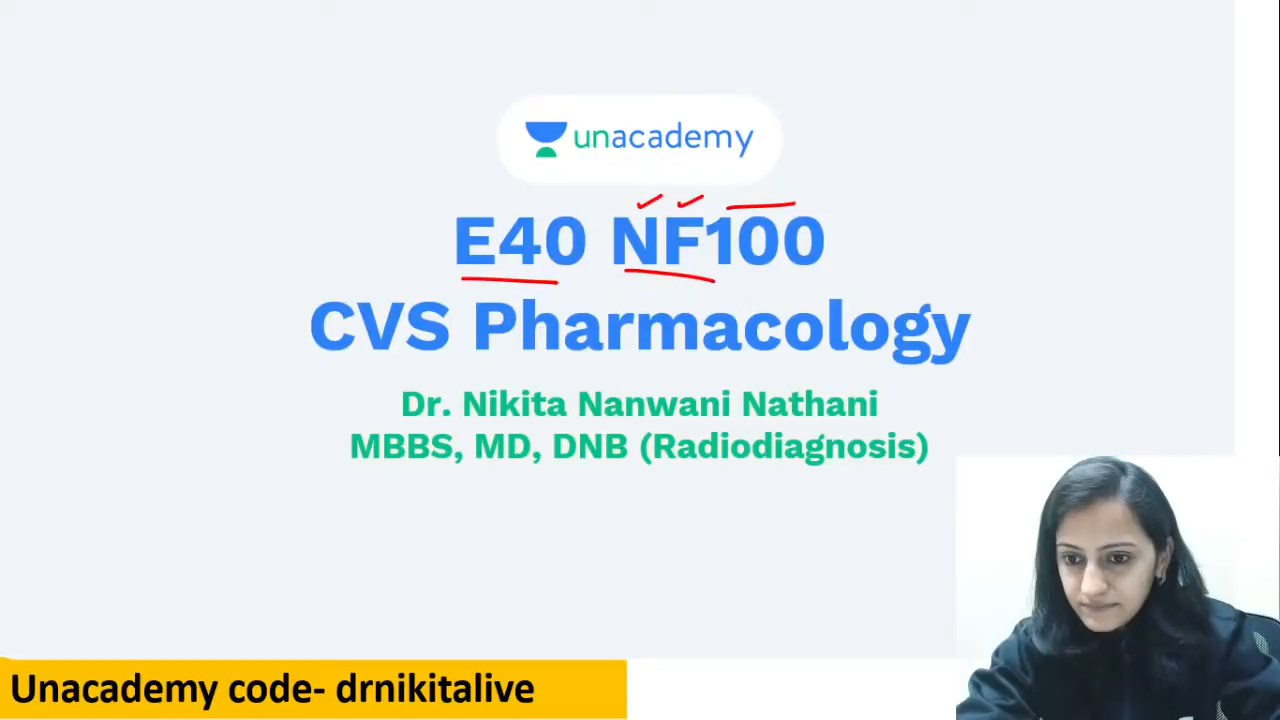 unacademy
E40 NF100
CVS Pharmacology
Dr. Nikita Nanwani Nathani
MBBS, MD, DNB (Radiodiagnosis)
Unacademy code- drnikitalive